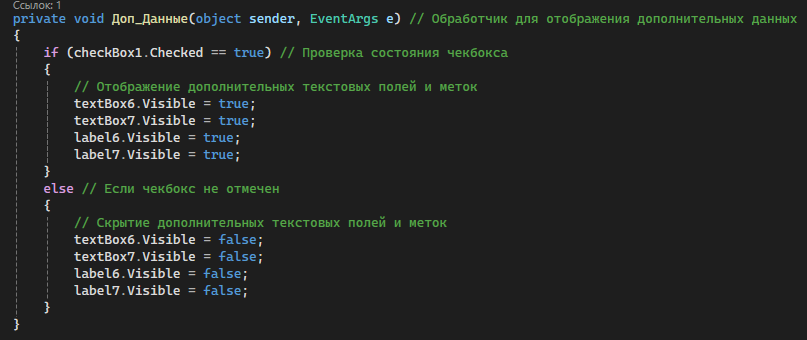 Ссылок: 1
private void Доп_Данные(object sender, EventArgs e) // Обработчик для отображения дополнительных данных
{
if (checkBox1.Checked == true) // Проверка состояния чекбокса
{
// Отображение дополнительных текстовых полей и меток
textBox6.Visible = true;
textBox7.Visible = true;
label6.Visible = true;
label7.Visible = true;
}
else // Если чекбокс не отмечен
{
// Скрытие дополнительных текстовых полей и меток
textBox6.Visible = false;
textBox7.Visible = false;
label6.Visible = false;
label7.Visible = false;
}
}